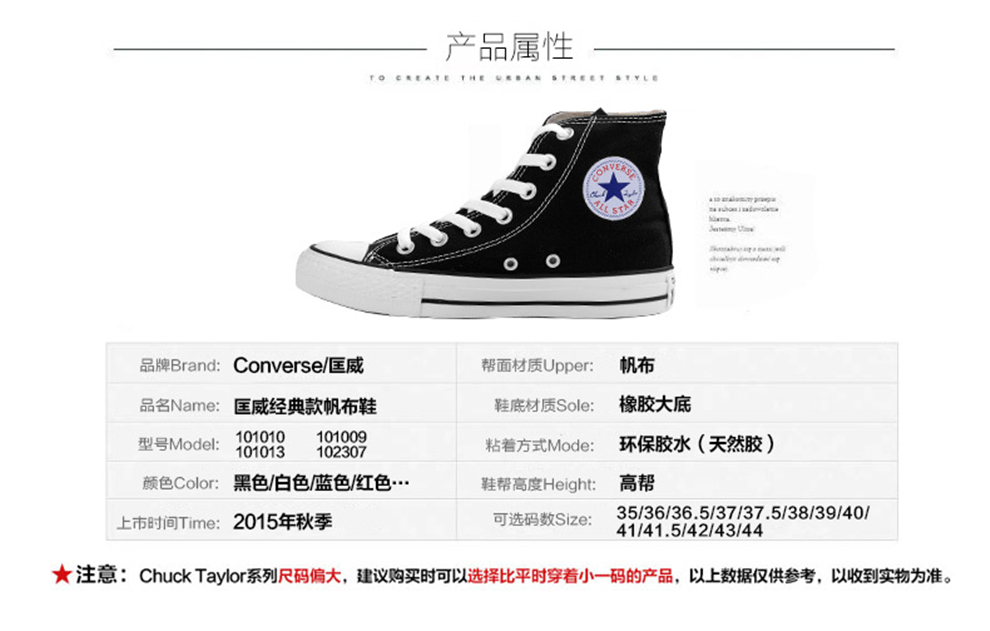 产品属性
TO CREATE THE URBAN STREET STYLE
CONVERSE
ALL STAR
品牌Brand: Converse/匡威
帮面材质Upper: 帆布
品名Name: 匡威经典款帆布鞋
鞋底材质Sole: 橡胶大底
型号Model: 101010 101009
101013 102307
粘着方式Mode: 环保胶水（天然胶）
颜色Color: 黑色/白色/蓝色/红色…
鞋帮高度Height: 高帮
上市时间Time: 2015年秋季
可选码数Size: 35/36/36.5/37/37.5/38/39/40/
41/41.5/42/43/44
★注意：Chuck Taylor系列尺码偏大，建议购买时可以选择比平时穿着小一码的产品，以上数据仅供参考，以收到实物为准。